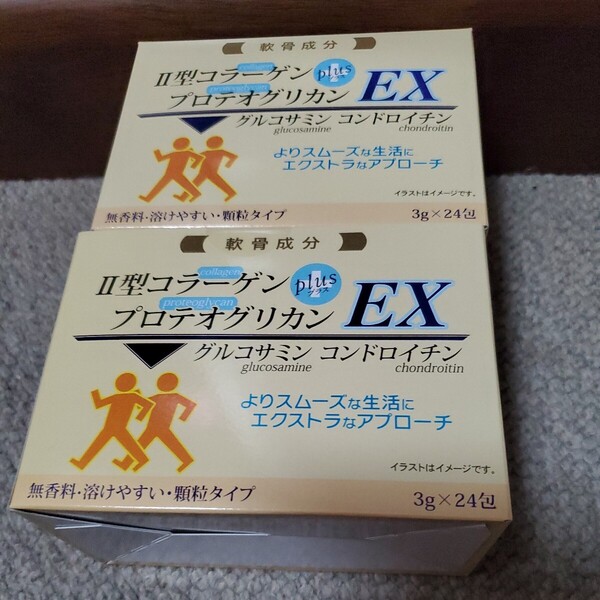 軟骨成分
collagen
II型コラーゲン plus
プラス
proteoglycan
プロテオグリカン EX
グルコサミン コンドロイチン
glucosamine chondroitin
よりスムーズな生活に
エクストラなアプローチ
イラストはイメージです。
無香料・溶けやすい・顆粒タイプ 3g×24包
軟骨成分
collagen
II型コラーゲン plus
プラス
proteoglycan
プロテオグリカン EX
グルコサミン コンドロイチン
glucosamine chondroitin
よりスムーズな生活に
エクストラなアプローチ
イラストはイメージです。
無香料・溶けやすい・顆粒タイプ 3g×24包